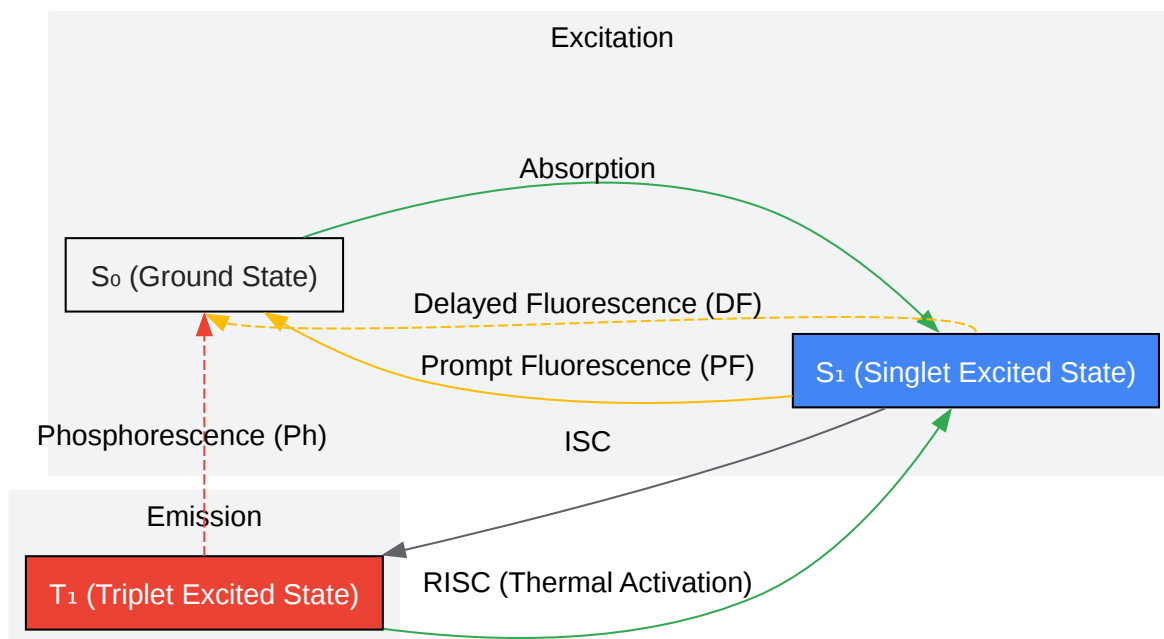 Excitation
Absorption
S₀ (Ground State)
Delayed Fluorescence (DF)
Prompt Fluorescence (PF)
S₁ (Singlet Excited State)
Phosphorescence (Ph)
ISC
Emission
RISC (Thermal Activation)
T₁ (Triplet Excited State)